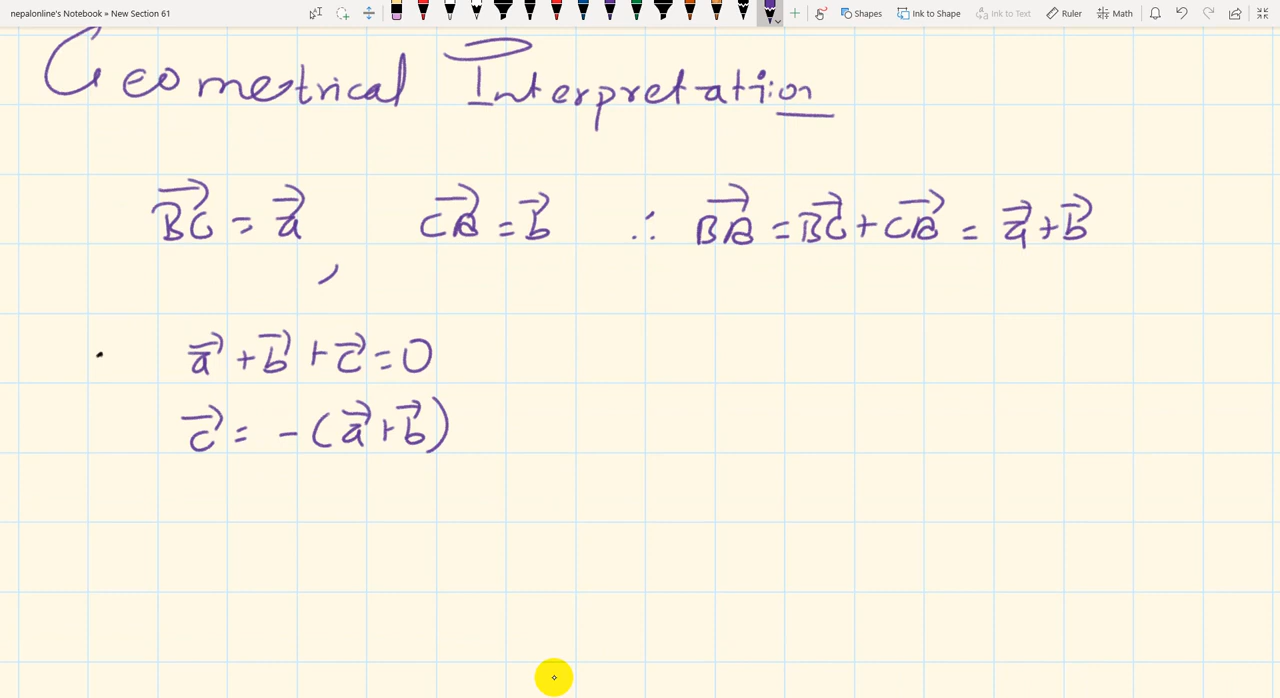 nepalonline's Notebook » New Section 61
Shapes Ink to Shape Ink to Text Ruler Math
Geometrical Interpretation
BC⃗ = a⃗ , CA⃗ = b⃗ ∴ BA⃗ = BC⃗ + CA⃗ = a⃗ + b⃗
a⃗ + b⃗ + c⃗ = 0
c⃗ = - (a⃗ + b⃗)